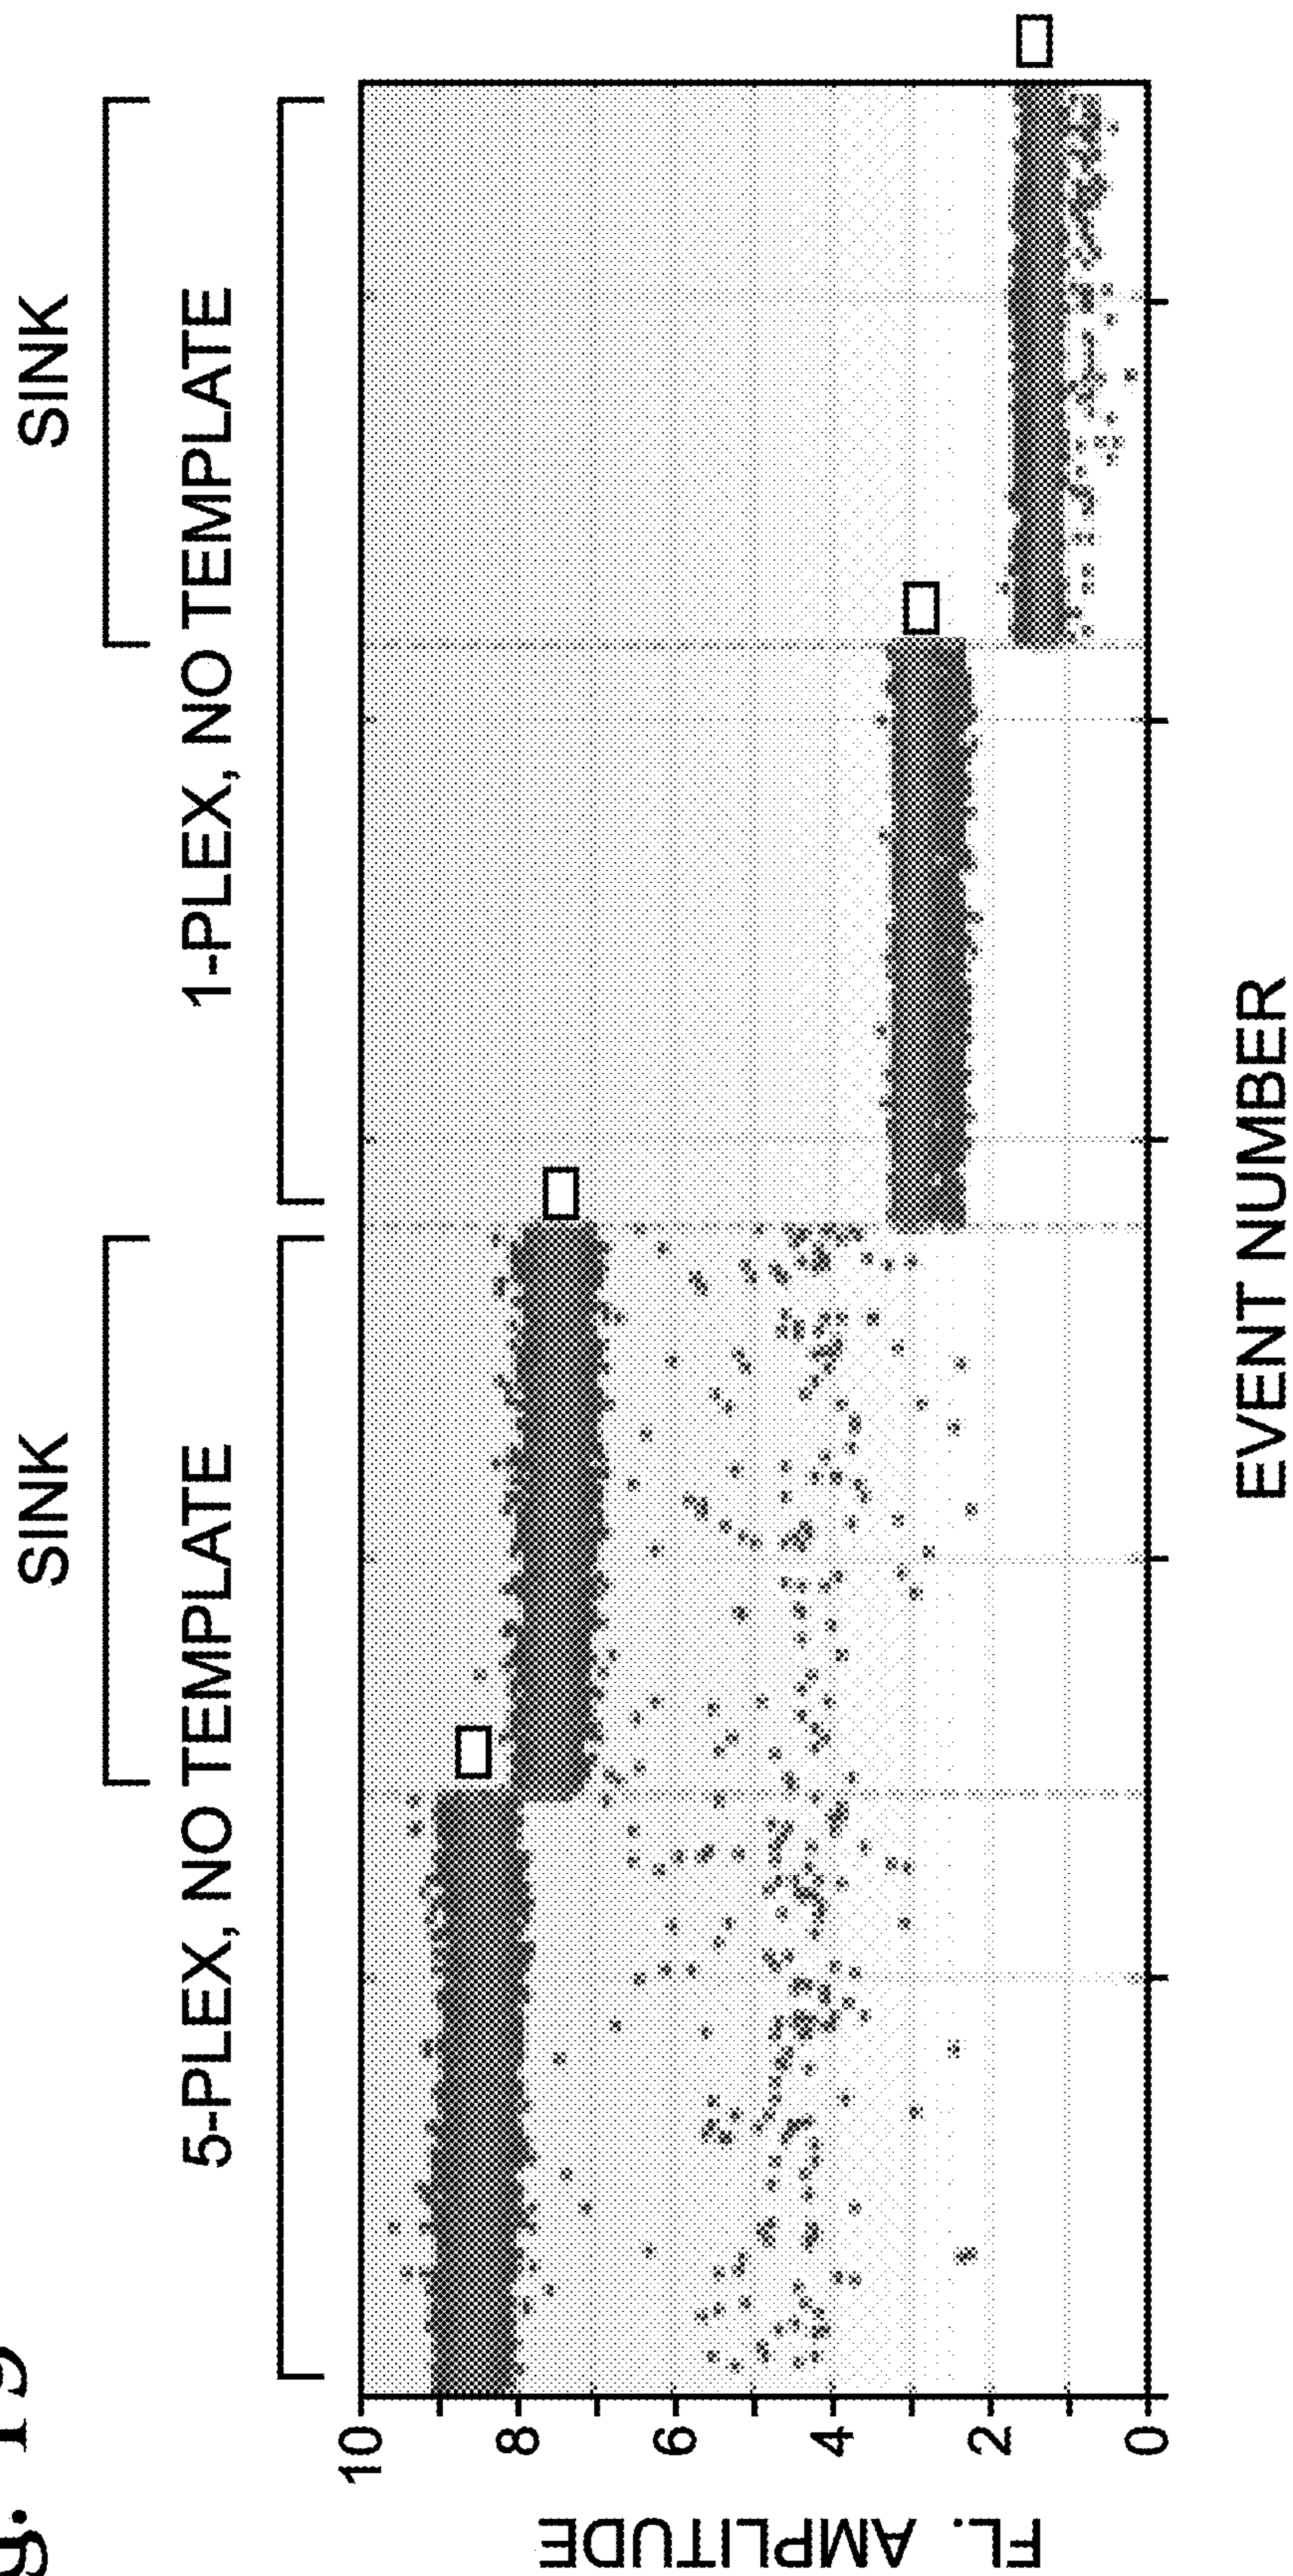 SINK
SINK
5-PLEX, NO TEMPLATE
1-PLEX, NO TEMPLATE
10
8
6
4
2
0
FL. AMPLITUDE
EVENT NUMBER